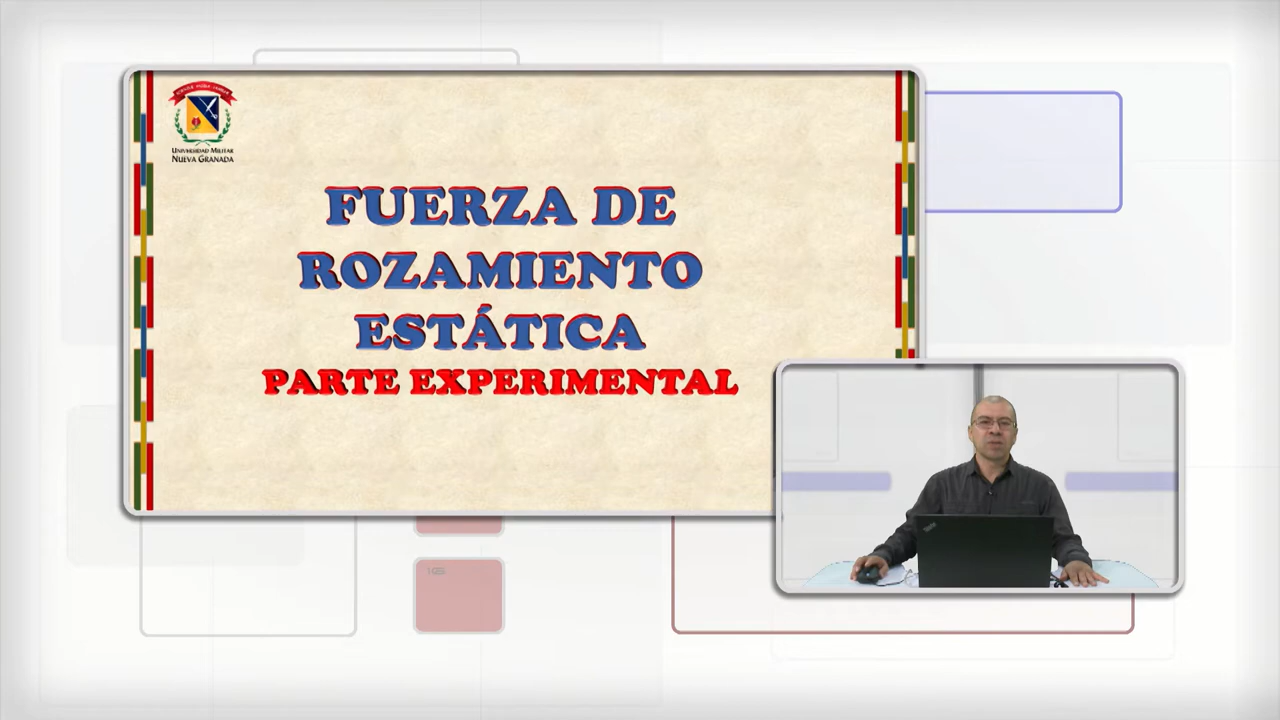 UNIVERSIDAD MILITAR
NUEVA GRANADA
FUERZA DE
ROZAMIENTO
ESTÁTICA
PARTE EXPERIMENTAL